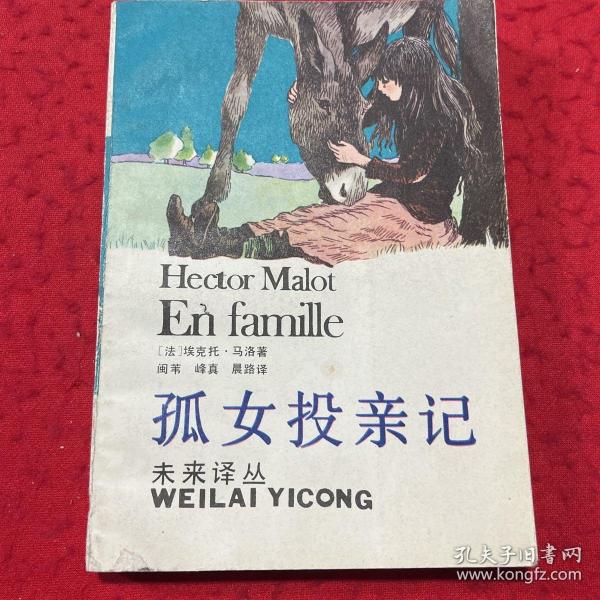 Hector Malot
En famille
［法］埃克托·马洛著
闽苇 峰真 晨路译
孤女投亲记
未来译丛
WEILAI YICONG
孔夫子旧书网
www.kongfz.com